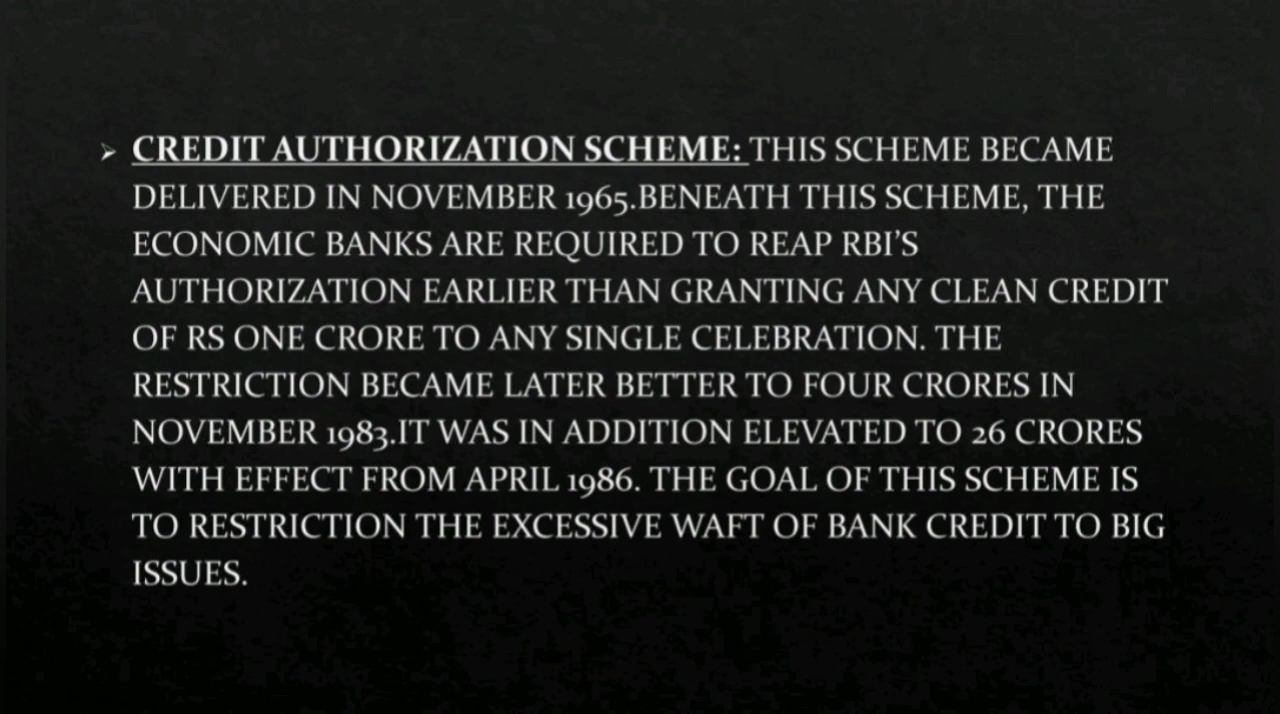 ➢ CREDIT AUTHORIZATION SCHEME: THIS SCHEME BECAME
DELIVERED IN NOVEMBER 1965.BENEATH THIS SCHEME, THE
ECONOMIC BANKS ARE REQUIRED TO REAP RBI’S
AUTHORIZATION EARLIER THAN GRANTING ANY CLEAN CREDIT
OF RS ONE CRORE TO ANY SINGLE CELEBRATION. THE
RESTRICTION BECAME LATER BETTER TO FOUR CRORES IN
NOVEMBER 1983.IT WAS IN ADDITION ELEVATED TO 26 CRORES
WITH EFFECT FROM APRIL 1986. THE GOAL OF THIS SCHEME IS
TO RESTRICTION THE EXCESSIVE WAFT OF BANK CREDIT TO BIG
ISSUES.